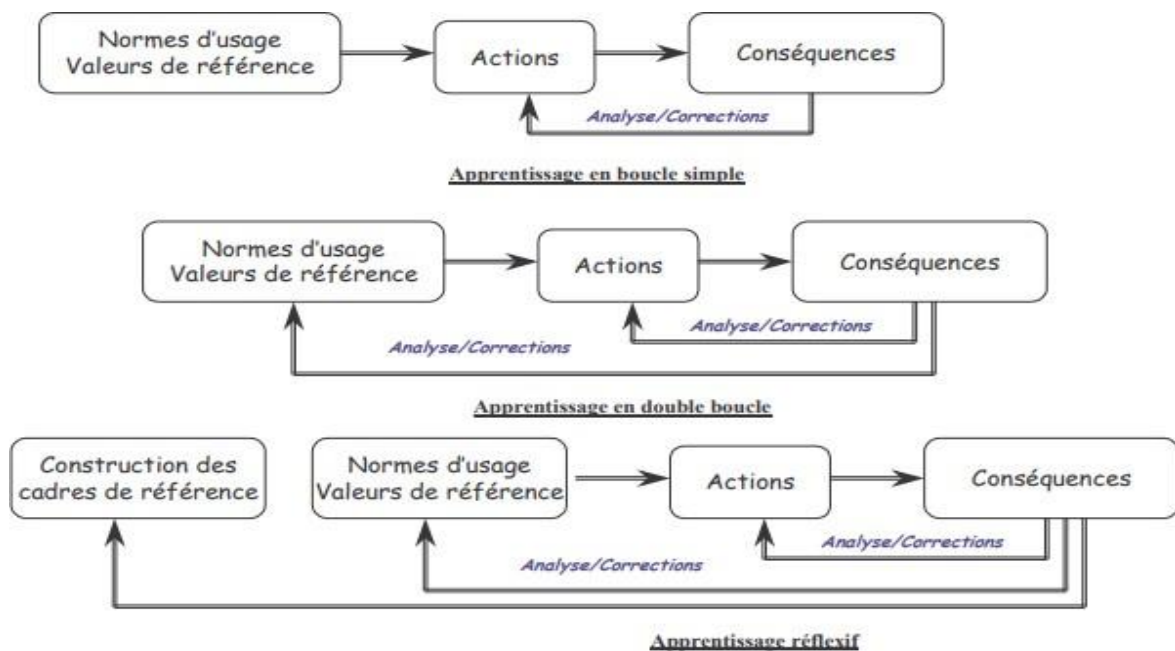 Normes d'usage
Valeurs de référence
Actions
Conséquences
Analyse/Corrections
Apprentissage en boucle simple
Normes d'usage
Valeurs de référence
Actions
Conséquences
Analyse/Corrections
Analyse/Corrections
Apprentissage en double boucle
Construction des
cadres de référence
Normes d'usage
Valeurs de référence
Actions
Conséquences
Analyse/Corrections
Analyse/Corrections
Apprentissage réflexif